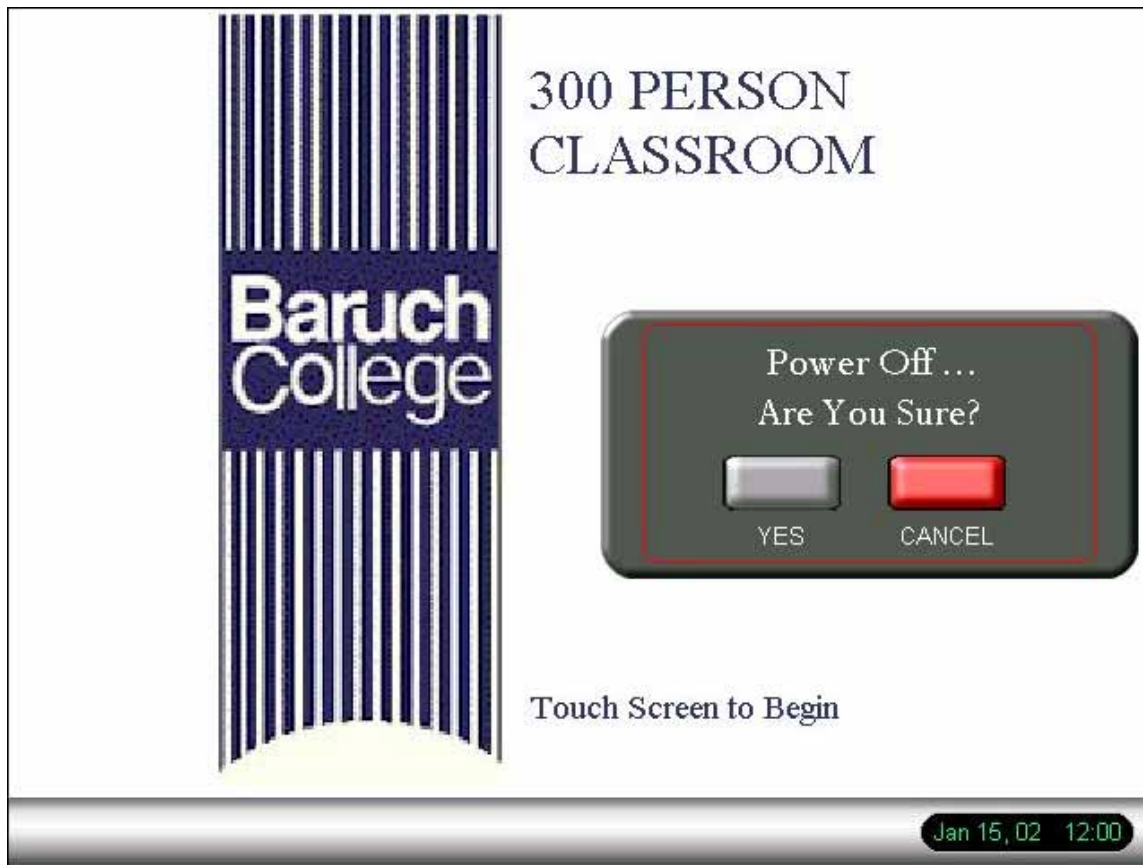 300 PERSON
CLASSROOM
Baruch
College
Power Off ...
Are You Sure?
YES
CANCEL
Touch Screen to Begin
Jan 15, 02 12:00